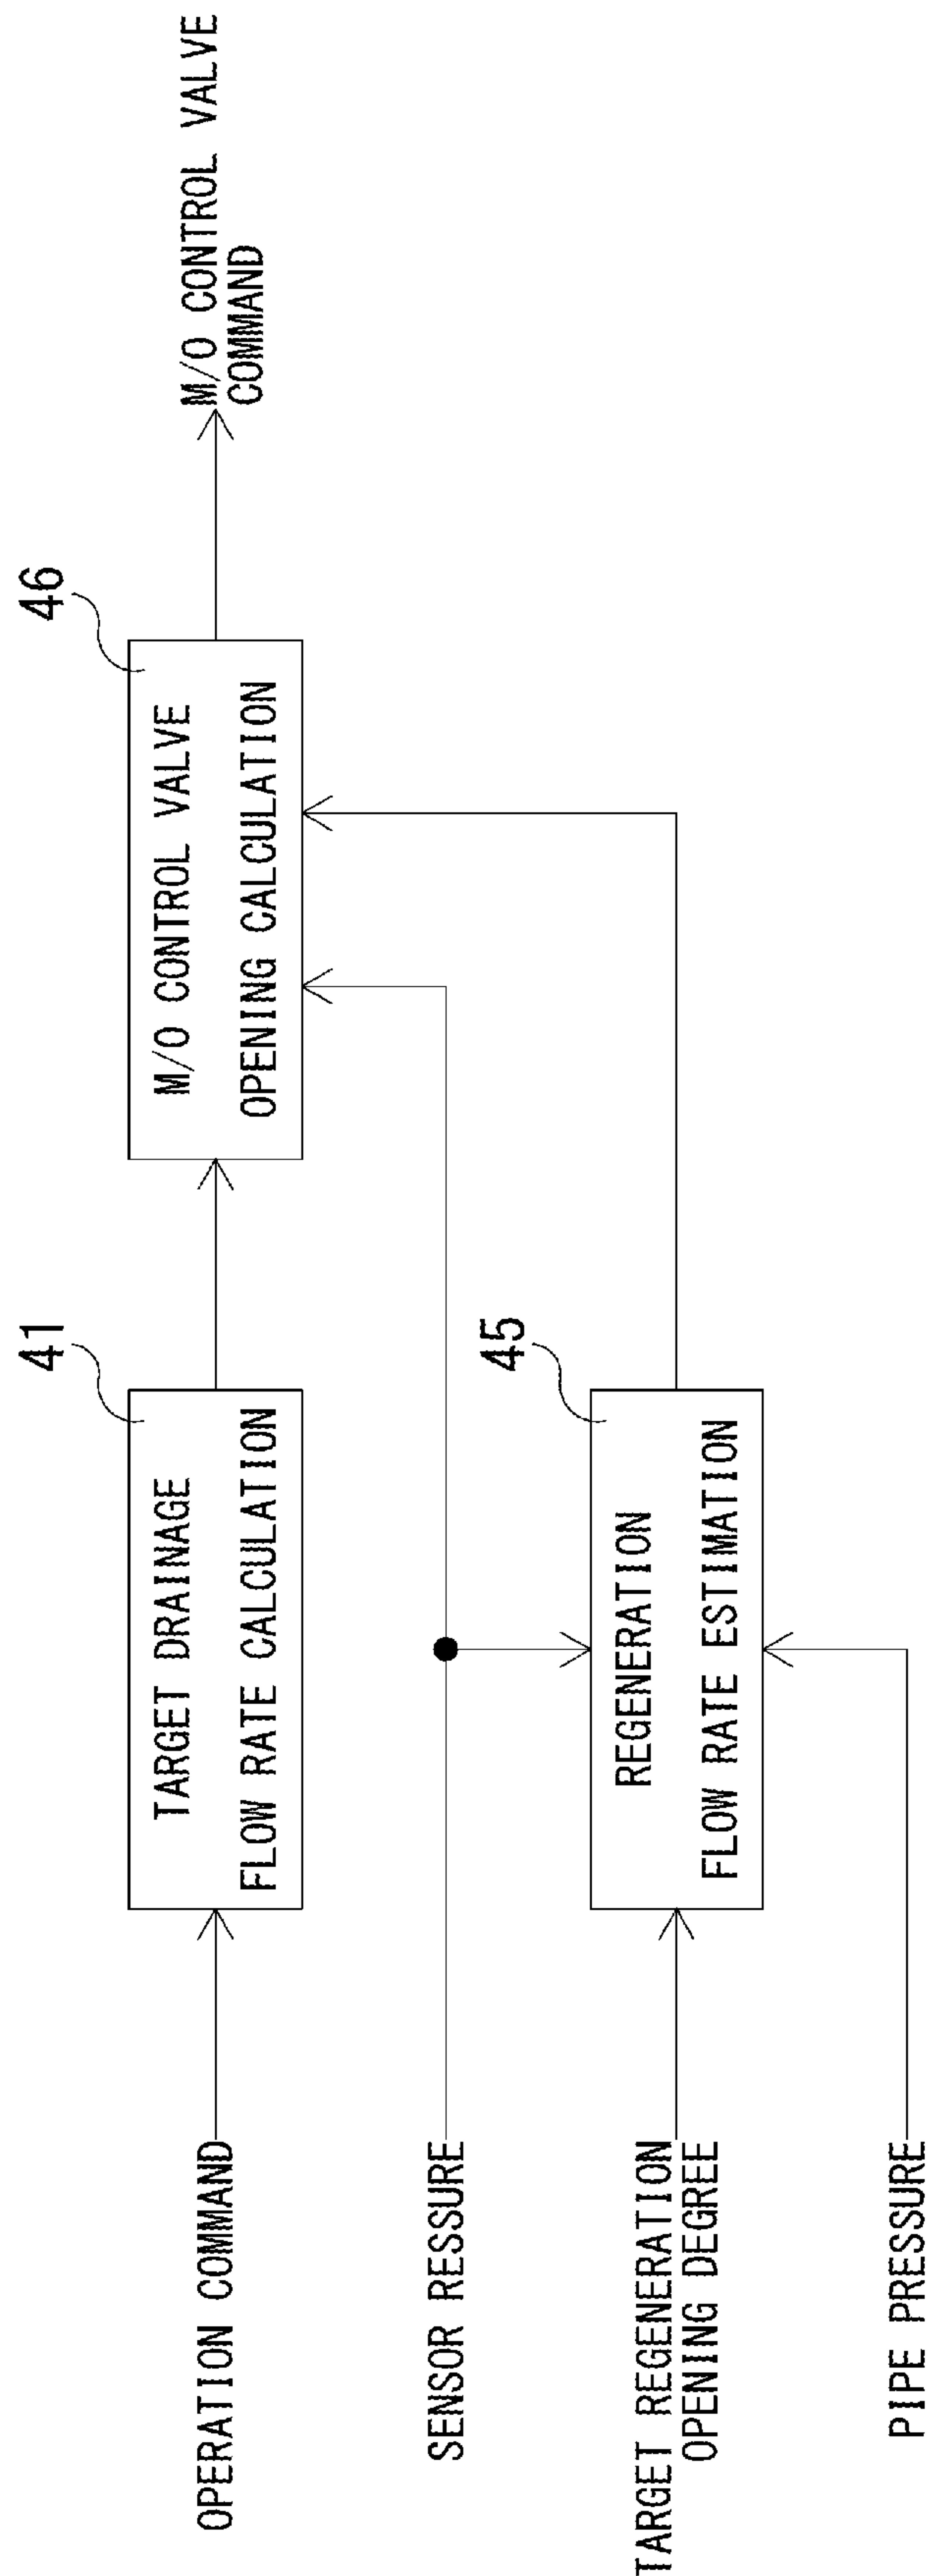 41
46
OPERATION COMMAND
TARGET DRAINAGE
FLOW RATE CALCULATION
M/O CONTROL VALVE
OPENING CALCULATION
M/O CONTROL VALVE
COMMAND
SENSOR RESSURE
45
TARGET REGENERATION
OPENING DEGREE
REGENERATION
FLOW RATE ESTIMATION
PIPE PRESSURE